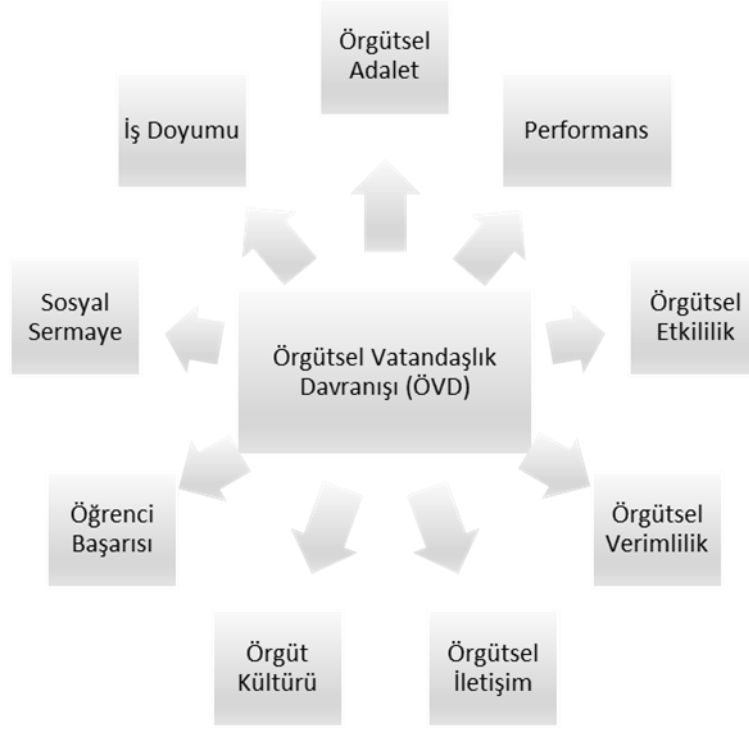 Örgütsel
Adalet
İş Doyumu
Performans
Sosyal
Sermaye
Örgütsel
Etkililik
Örgütsel Vatandaşlık
Davranışı (ÖVD)
Öğrenci
Başarısı
Örgütsel
Verimlilik
Örgüt
Kültürü
Örgütsel
İletişim